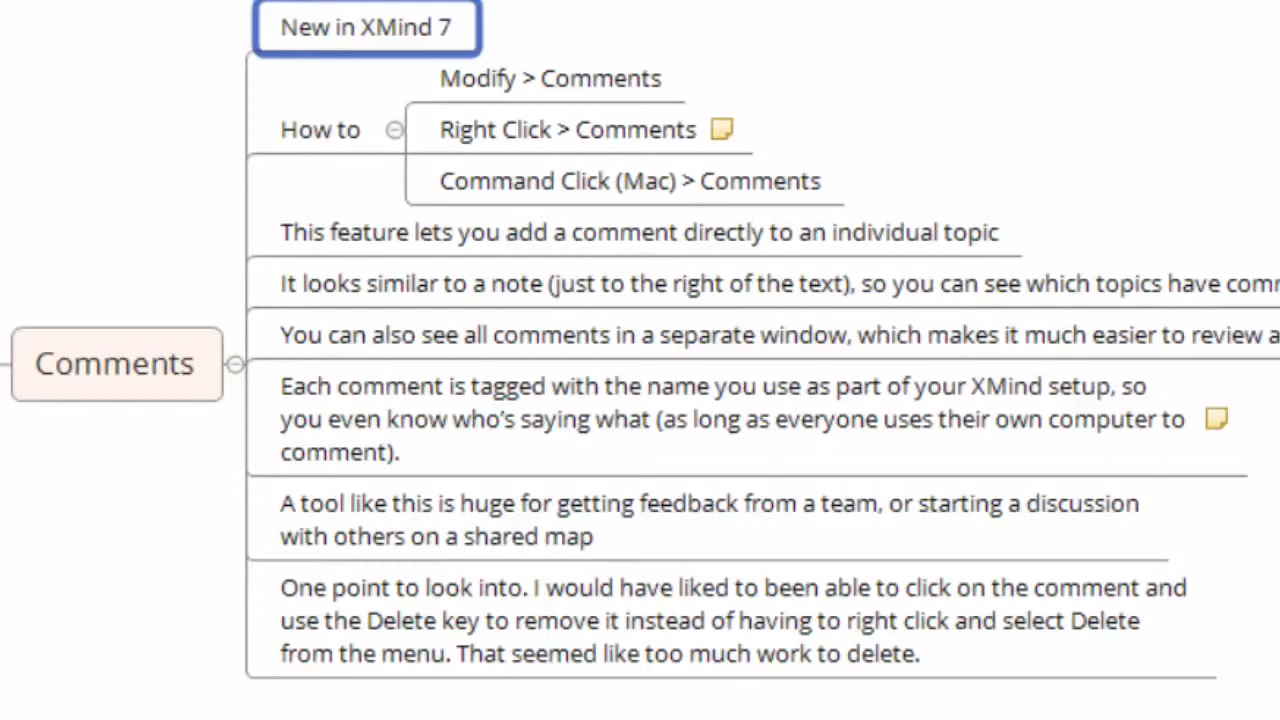 New in XMind 7
Modify > Comments
How to
Right Click > Comments
Command Click (Mac) > Comments
This feature lets you add a comment directly to an individual topic
It looks similar to a note (just to the right of the text), so you can see which topics have
Comments
You can also see all comments in a separate window, which makes it much easier to review
Each comment is tagged with the name you use as part of your XMind setup, so
you even know who's saying what (as long as everyone uses their own computer to
comment).
A tool like this is huge for getting feedback from a team, or starting a discussion
with others on a shared map
One point to look into. I would have liked to been able to click on the comment and
use the Delete key to remove it instead of having to right click and select Delete
from the menu. That seemed like too much work to delete.